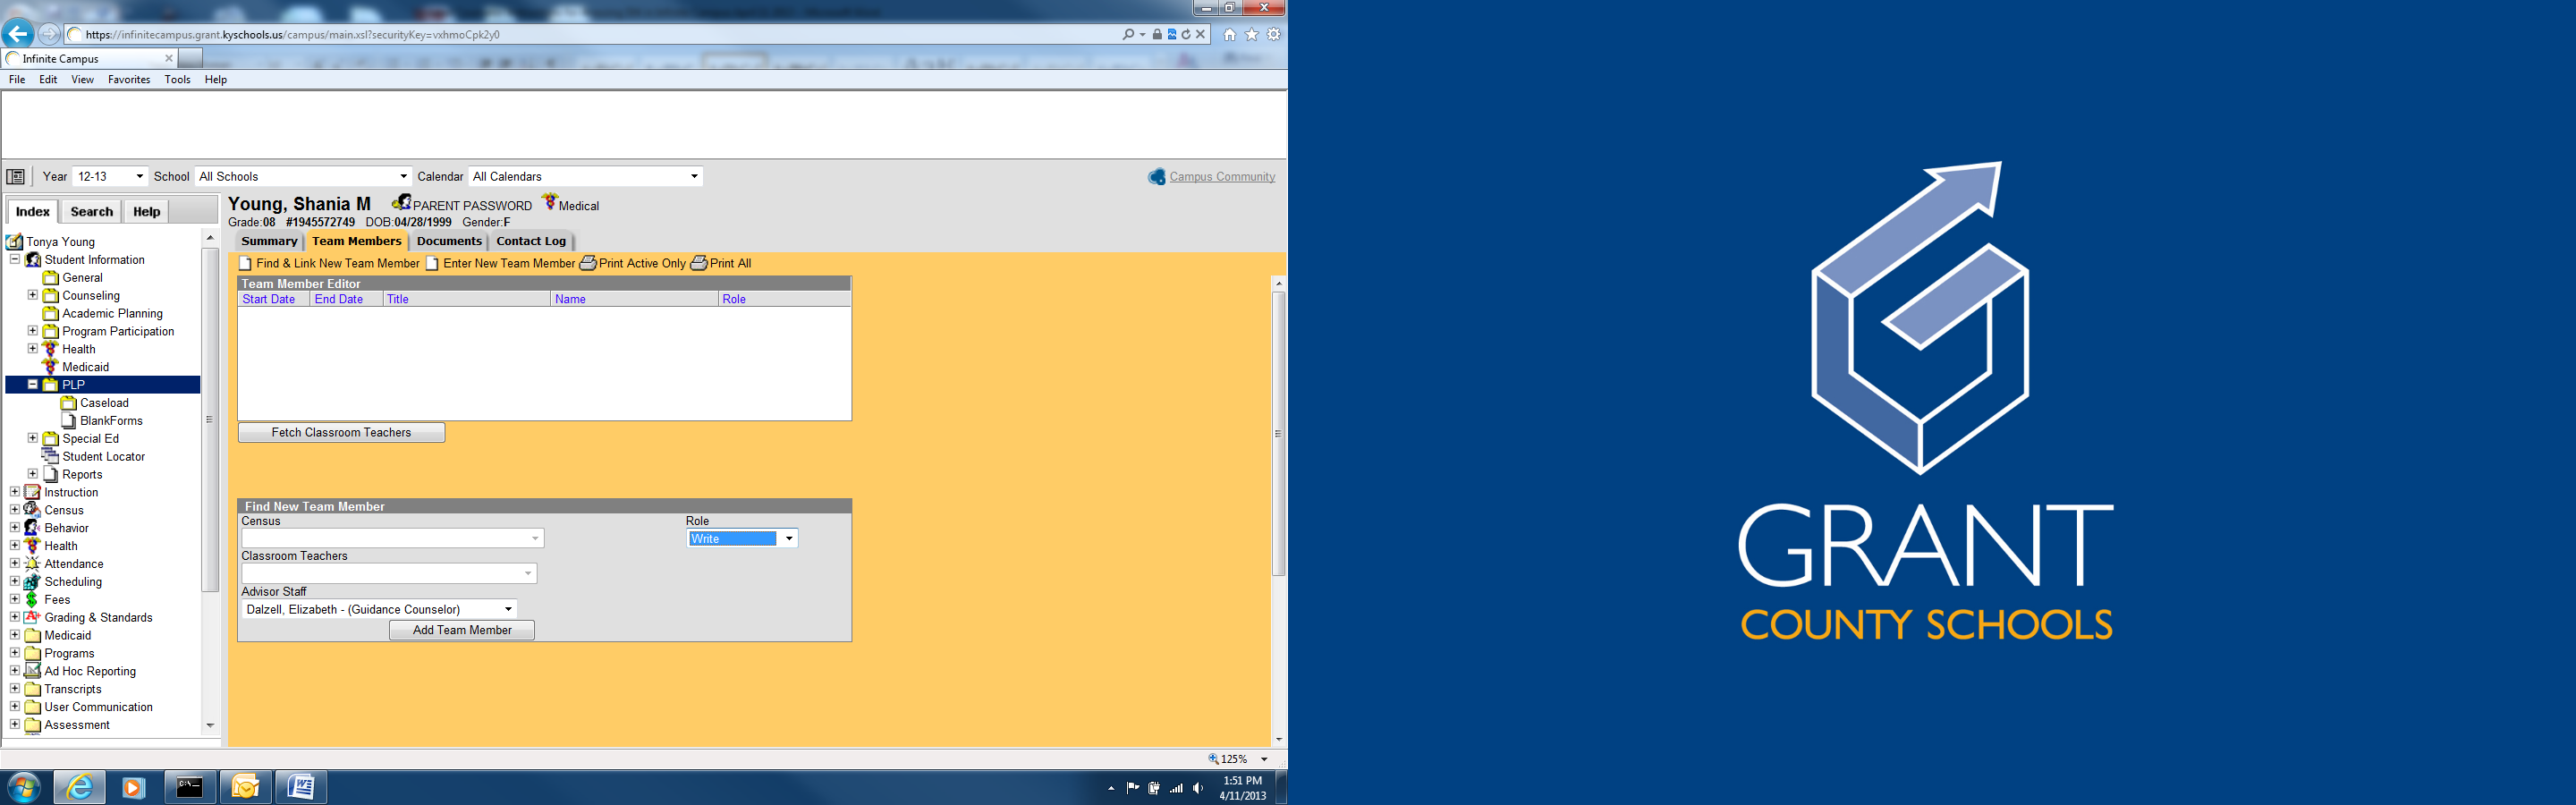 https://infinitecampus.grant.kyschools.us/campus/main.xsl?securityKey=vxhmoCpk2y0
Infinite Campus
File Edit View Favorites Tools Help
Year 12-13 School All Schools Calendar All Calendars Campus Community
Index Search Help
Young, Shania M PARENT PASSWORD Medical
Grade:08 #1945572749 DOB:04/28/1999 Gender:F
Summary Team Members Documents Contact Log
Find & Link New Team Member Enter New Team Member Print Active Only Print All
Team Member Editor
Start Date End Date Title Name Role
Fetch Classroom Teachers
Find New Team Member
Census Role
Write
Classroom Teachers
Advisor Staff
Dalzell, Elizabeth - (Guidance Counselor)
Add Team Member
Tonya Young
Student Information
General
Counseling
Academic Planning
Program Participation
Health
Medicaid
PLP
Caseload
BlankForms
Special Ed
Student Locator
Reports
Instruction
Census
Behavior
Health
Attendance
Scheduling
Fees
Grading & Standards
Medicaid
Programs
Ad Hoc Reporting
Transcripts
User Communication
Assessment
125%
1:51 PM
4/11/2013
GRANT
COUNTY SCHOOLS